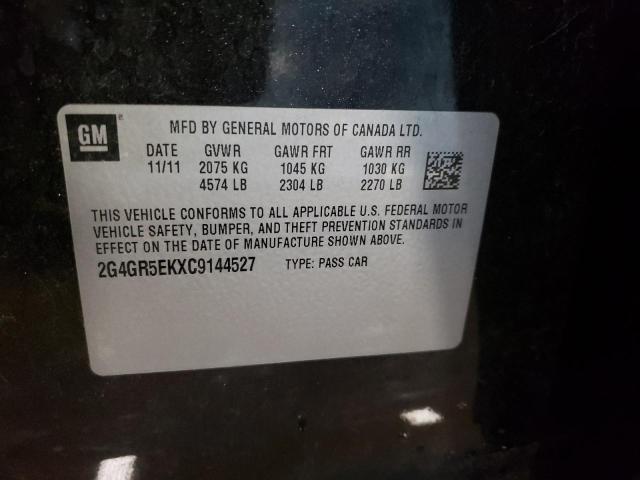 GM
MFD BY GENERAL MOTORS OF CANADA LTD.
DATE GVWR GAWR FRT GAWR RR
11/11 2075 KG 1045 KG 1030 KG
4574 LB 2304 LB 2270 LB
THIS VEHICLE CONFORMS TO ALL APPLICABLE U.S. FEDERAL MOTOR
VEHICLE SAFETY, BUMPER, AND THEFT PREVENTION STANDARDS IN
EFFECT ON THE DATE OF MANUFACTURE SHOWN ABOVE.
2G4GR5EKXC9144527 TYPE: PASS CAR